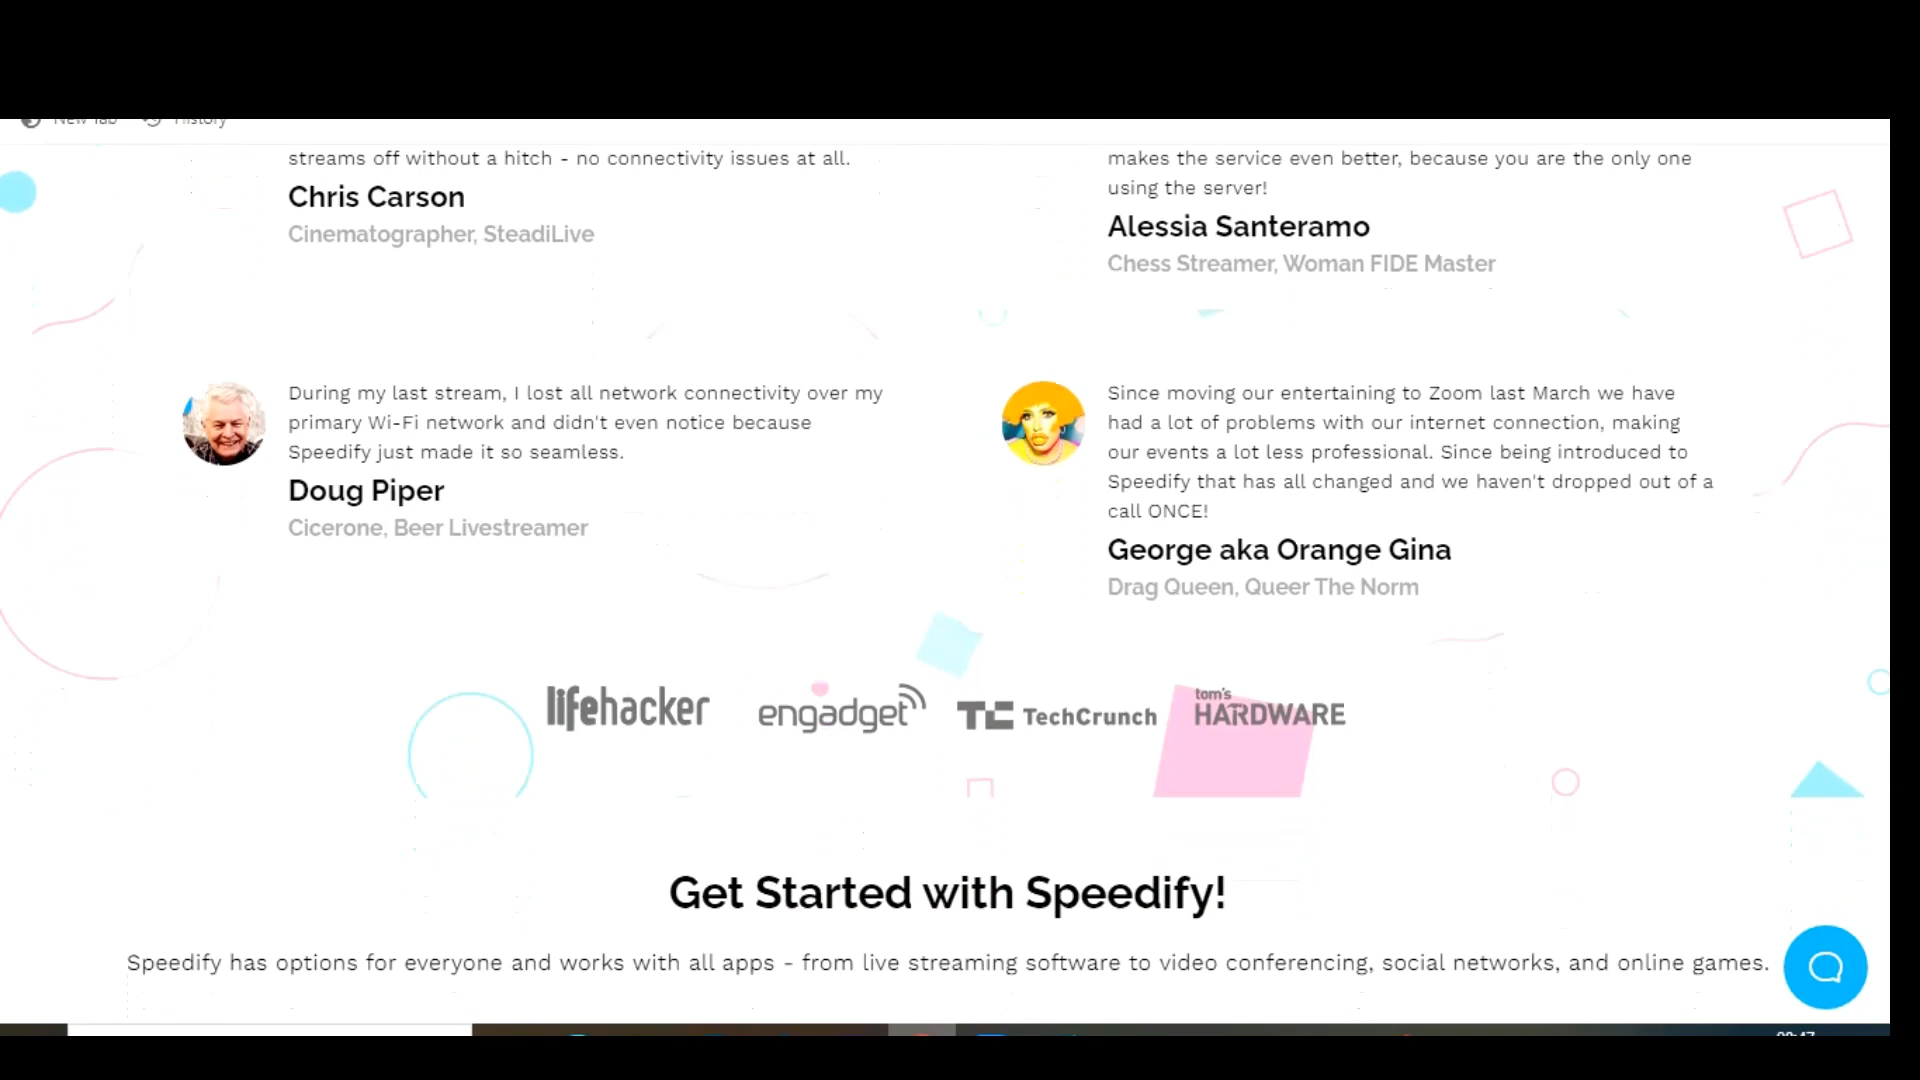 New Tab History
streams off without a hitch - no connectivity issues at all.
Chris Carson
Cinematographer, SteadiLive
makes the service even better, because you are the only one
using the server!
Alessia Santeramo
Chess Streamer, Woman FIDE Master
During my last stream, I lost all network connectivity over my
primary Wi-Fi network and didn't even notice because
Speedify just made it so seamless.
Doug Piper
Cicerone, Beer Livestreamer
Since moving our entertaining to Zoom last March we have
had a lot of problems with our internet connection, making
our events a lot less professional. Since being introduced to
Speedify that has all changed and we haven't dropped out of a
call ONCE!
George aka Orange Gina
Drag Queen, Queer The Norm
lifehacker engadget TC TechCrunch tom's HARDWARE
Get Started with Speedify!
Speedify has options for everyone and works with all apps - from live streaming software to video conferencing, social networks, and online games.